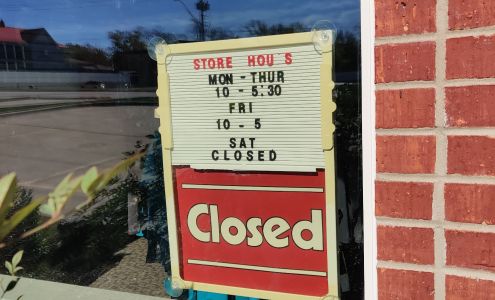 STORE HOU S
MON - THUR
10 - 5:30
FRI
10 - 5
SAT
CLOSED
Closed